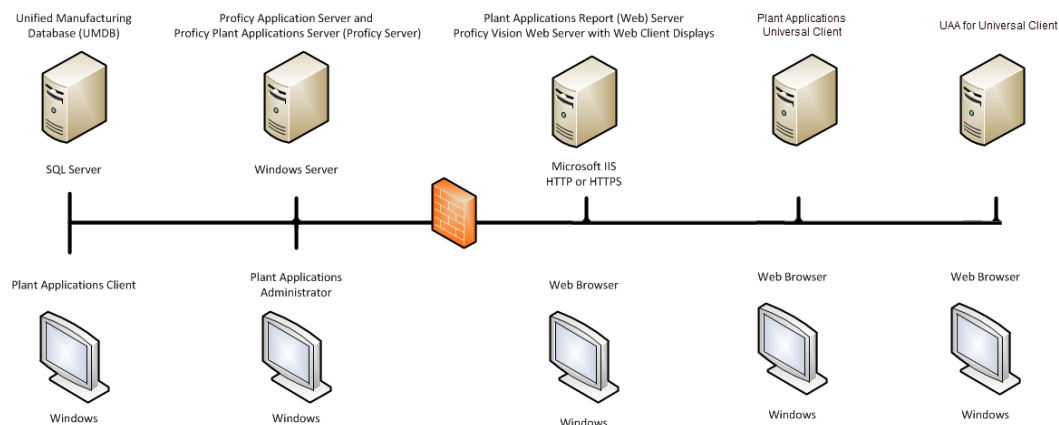 Unified Manufacturing
Database (UMDB)
Proficy Application Server and
Proficy Plant Applications Server (Proficy Server)
Plant Applications Report (Web) Server
Proficy Vision Web Server with Web Client Displays
Plant Applications
Universal Client
UAA for Universal Client
SQL Server
Windows Server
Microsoft IIS
HTTP or HTTPS
Plant Applications Client
Plant Applications
Administrator
Web Browser
Web Browser
Web Browser
Windows
Windows
Windows
Windows
Windows